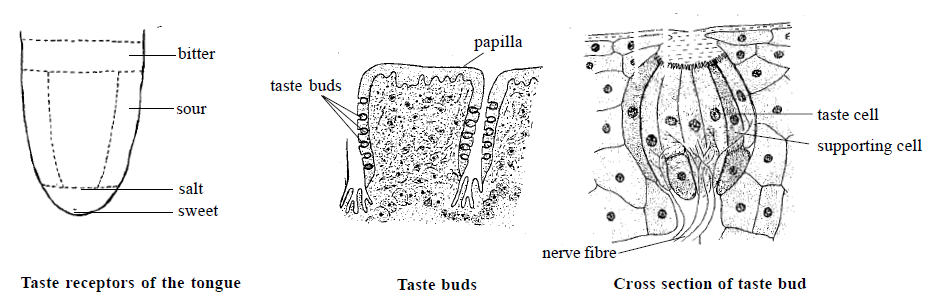 bitter
sour
salt
sweet
Taste receptors of the tongue
papilla
taste buds
Taste buds
taste cell
supporting cell
nerve fibre
Cross section of taste bud